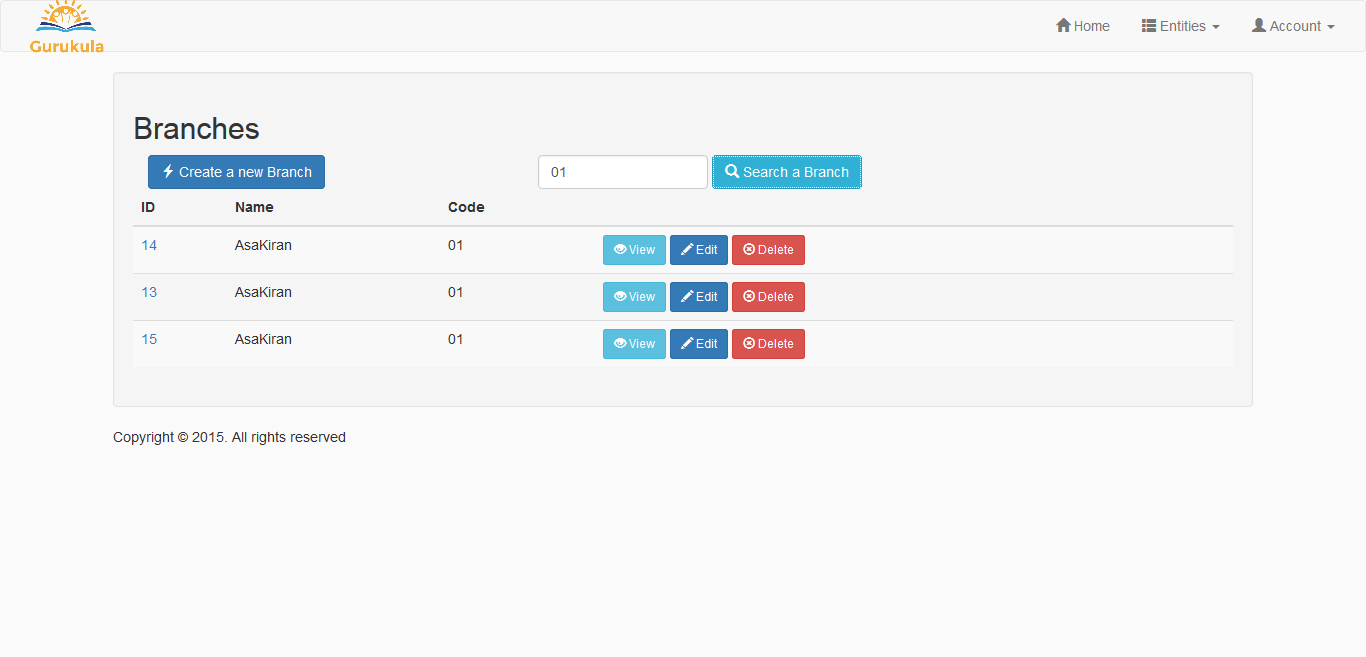 Gurukula
Home Entities Account
Branches
Create a new Branch 01 Search a Branch
ID Name Code
14 AsaKiran 01 View Edit Delete
13 AsaKiran 01 View Edit Delete
15 AsaKiran 01 View Edit Delete
Copyright © 2015. All rights reserved